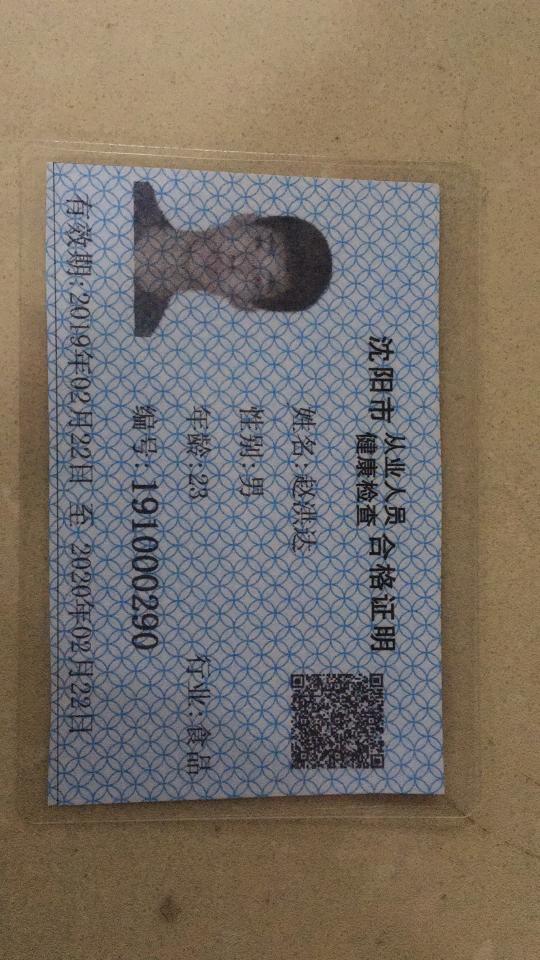 沈阳市 从业人员健康检查 合格证明
姓名:赵洪达
性别:男
年龄:23 行业:食品
编号:191000290
有效期:2019年02月22日 至 2020年02月22日